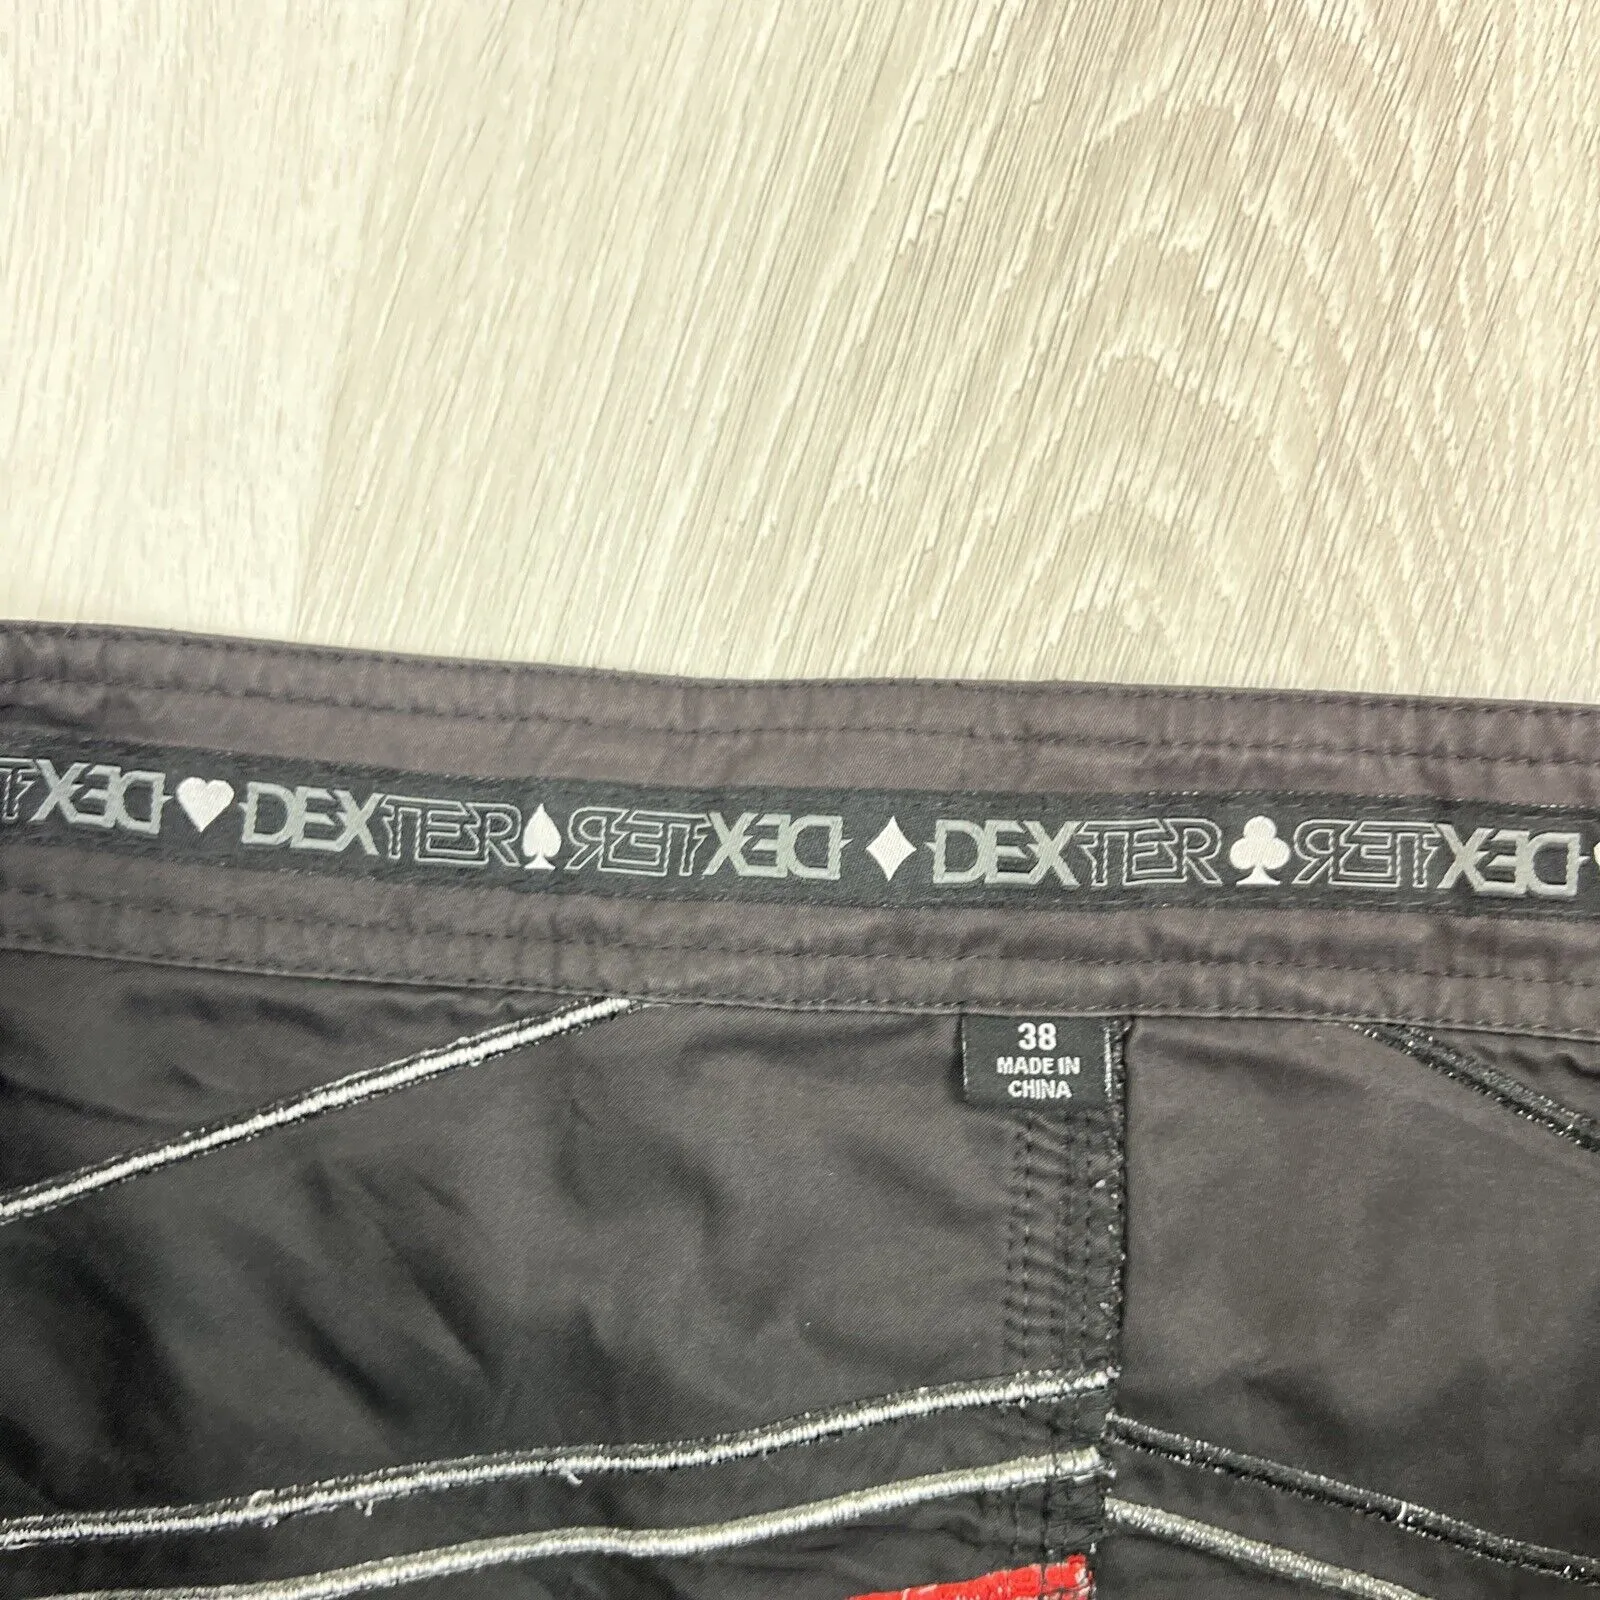 DEXTER ♥ DEXTER ♠ DEXTER ♦ DEXTER ♣ DEXTER
38
MADE IN
CHINA